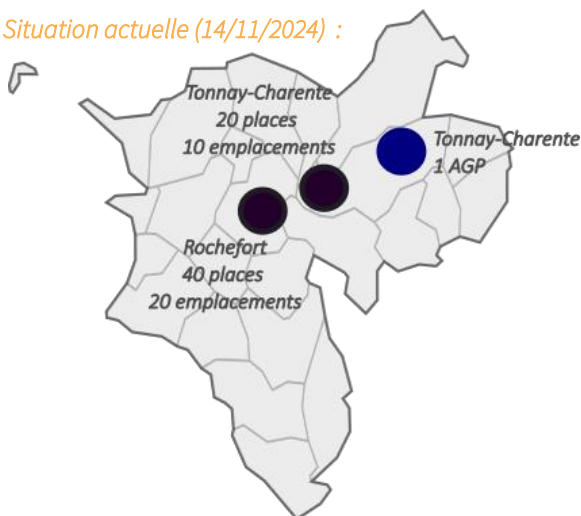 Situation actuelle (14/11/2024) :
Tonnay-Charente
20 places
10 emplacements
Tonnay-Charente
1 AGP
Rochefort
40 places
20 emplacements